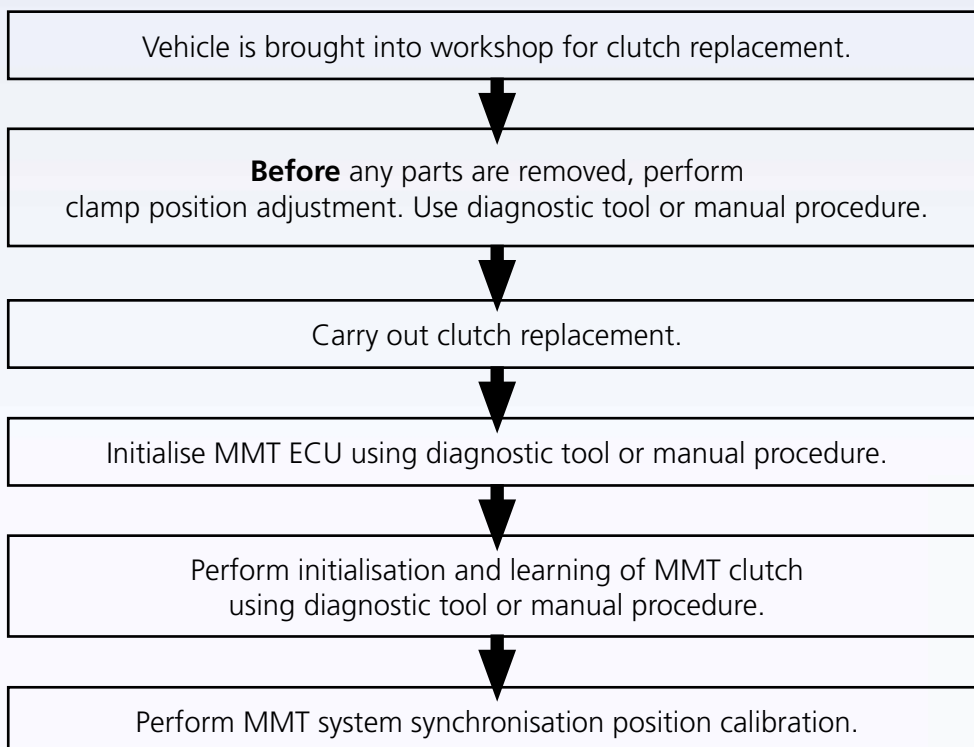 Vehicle is brought into workshop for clutch replacement.
Before any parts are removed, perform
clamp position adjustment. Use diagnostic tool or manual procedure.
Carry out clutch replacement.
Initialise MMT ECU using diagnostic tool or manual procedure.
Perform initialisation and learning of MMT clutch
using diagnostic tool or manual procedure.
Perform MMT system synchronisation position calibration.